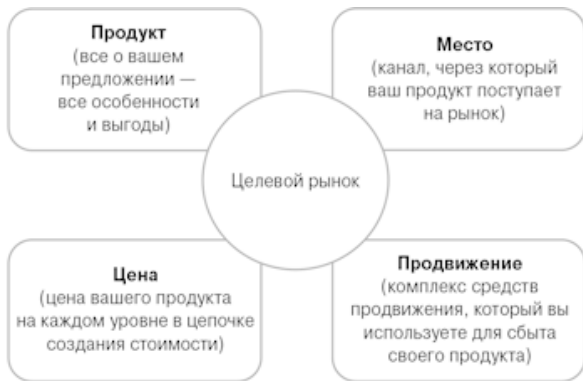 Продукт
(все о вашем
предложении —
все особенности
и выгоды)
Место
(канал, через который
ваш продукт поступает
на рынок)
Целевой рынок
Цена
(цена вашего продукта
на каждом уровне в цепочке
создания стоимости)
Продвижение
(комплекс средств
продвижения, который вы
используете для сбыта
своего продукта)